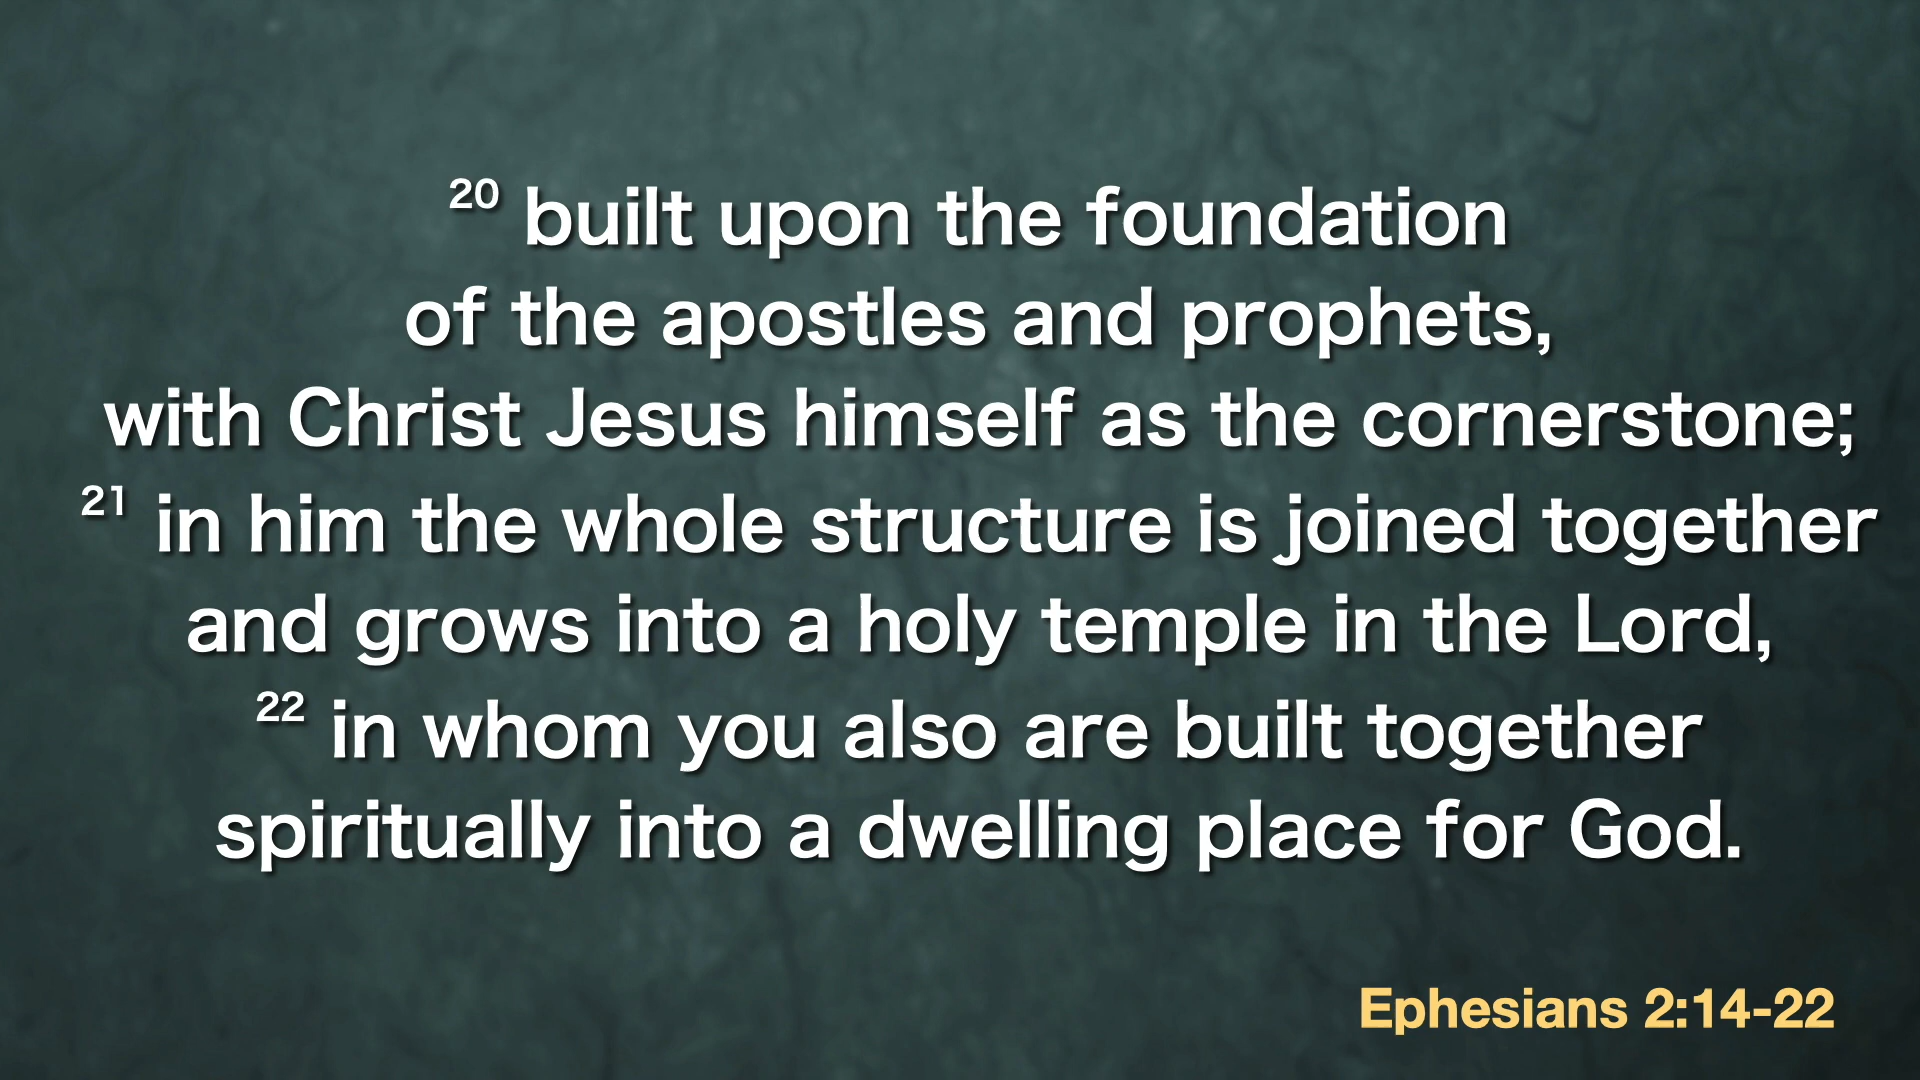 20 built upon the foundation
of the apostles and prophets,
with Christ Jesus himself as the cornerstone;
21 in him the whole structure is joined together
and grows into a holy temple in the Lord,
22 in whom you also are built together
spiritually into a dwelling place for God.
Ephesians 2:14-22